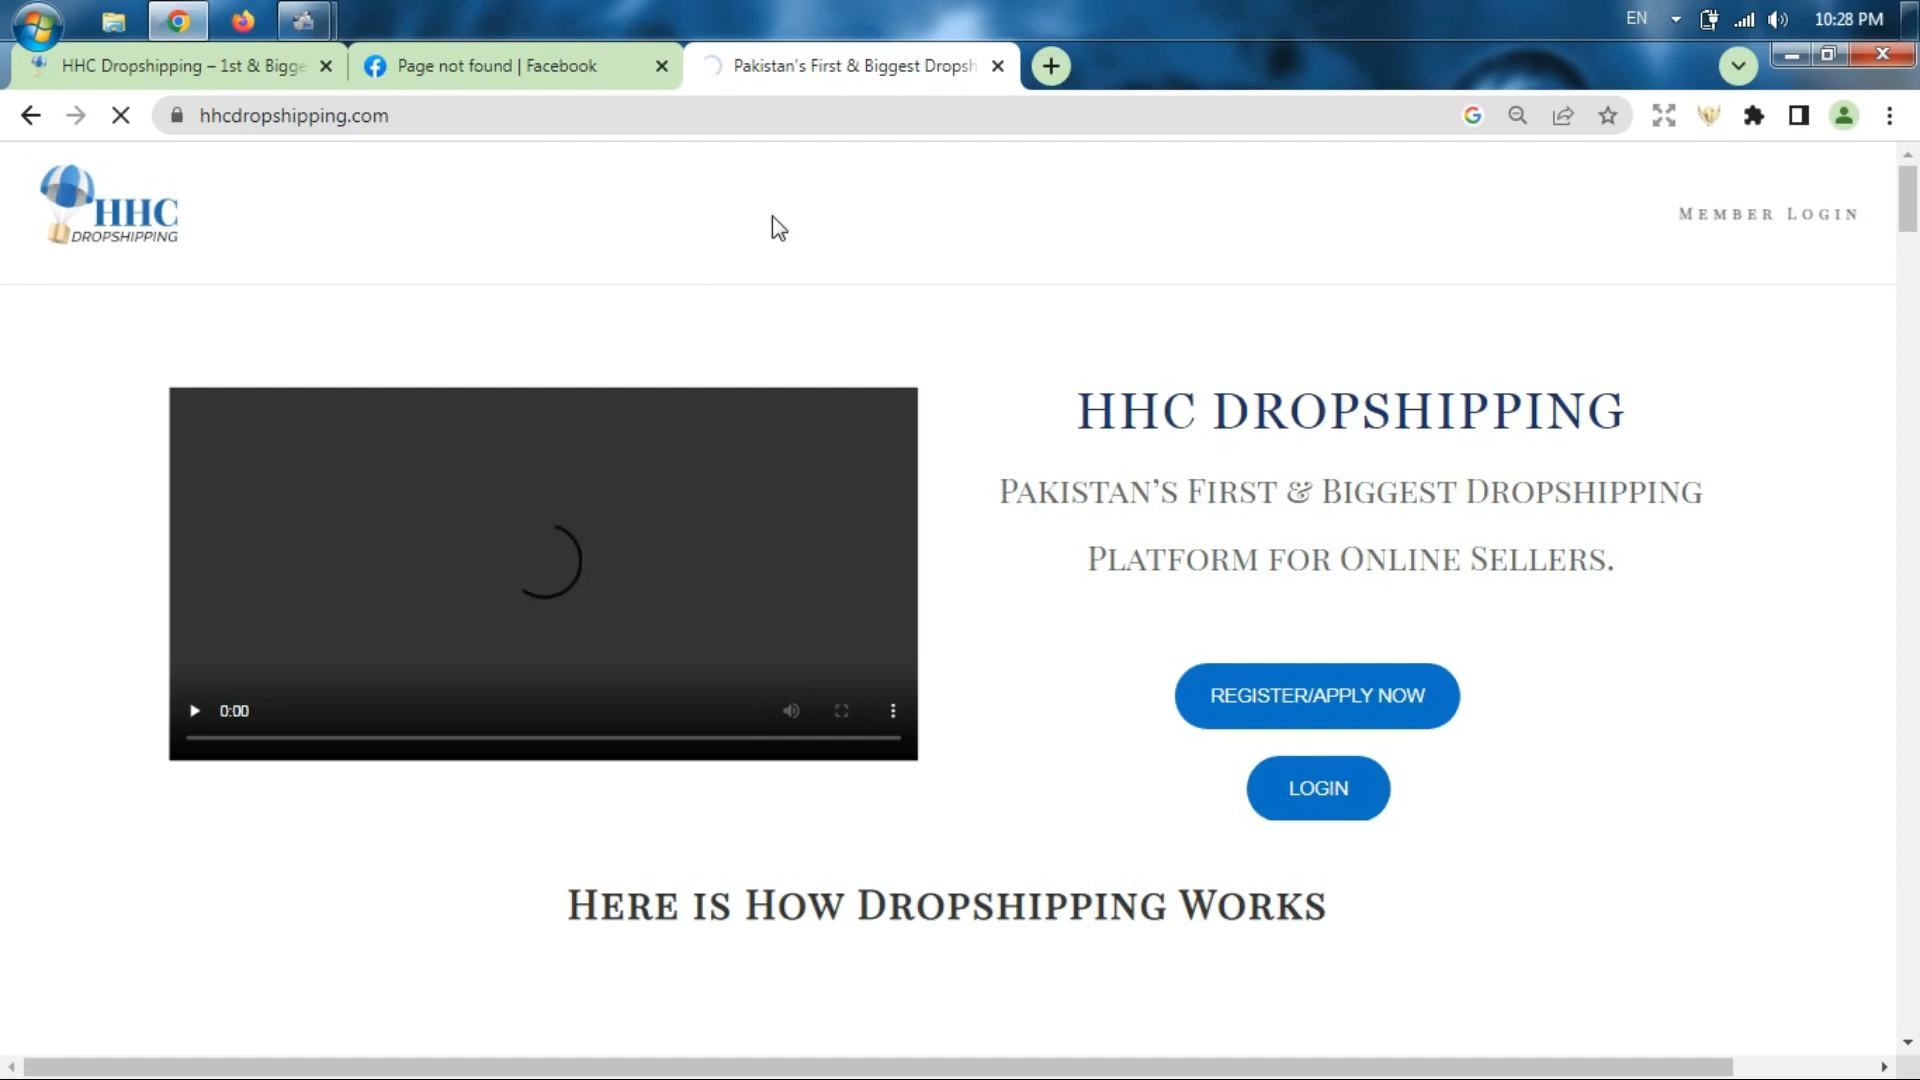 EN
10:28 PM
HHC Dropshipping – 1st & Bigge
Page not found | Facebook
Pakistan's First & Biggest Dropsh
hhcdropshipping.com
HHC
DROPSHIPPING
Member Login
HHC DROPSHIPPING
Pakistan’s First & Biggest Dropshipping
Platform for Online Sellers.
0:00
REGISTER/APPLY NOW
LOGIN
Here is How Dropshipping Works